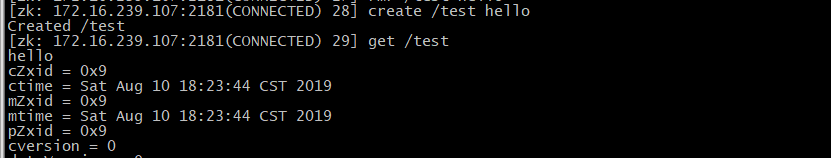 [zk: 172.16.239.107:2181(CONNECTED) 28] create /test hello
Created /test
[zk: 172.16.239.107:2181(CONNECTED) 29] get /test
hello
cZxid = 0x9
ctime = Sat Aug 10 18:23:44 CST 2019
mZxid = 0x9
mtime = Sat Aug 10 18:23:44 CST 2019
pZxid = 0x9
cversion = 0